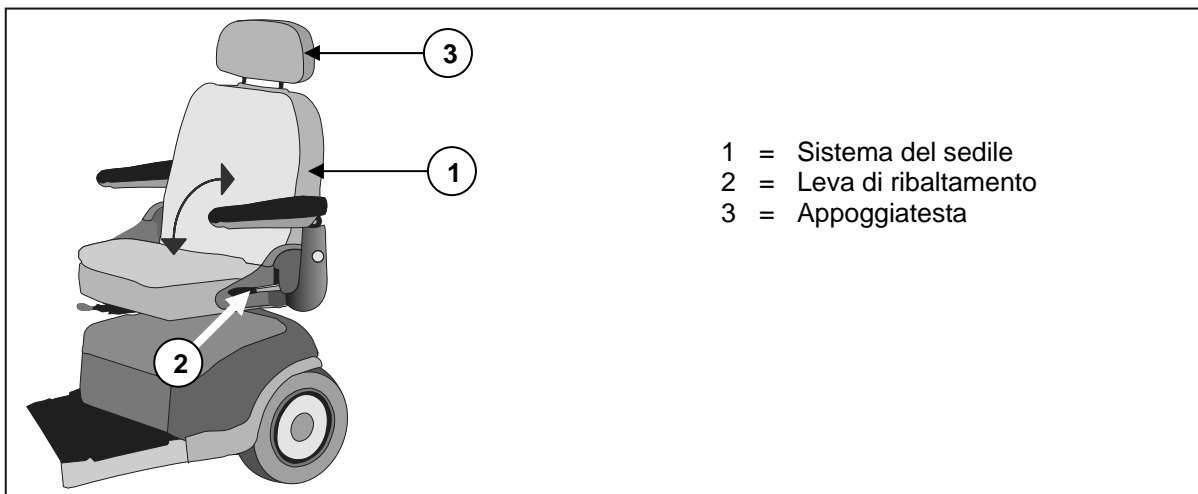 3
1
2
1 = Sistema del sedile
2 = Leva di ribaltamento
3 = Appoggiatesta